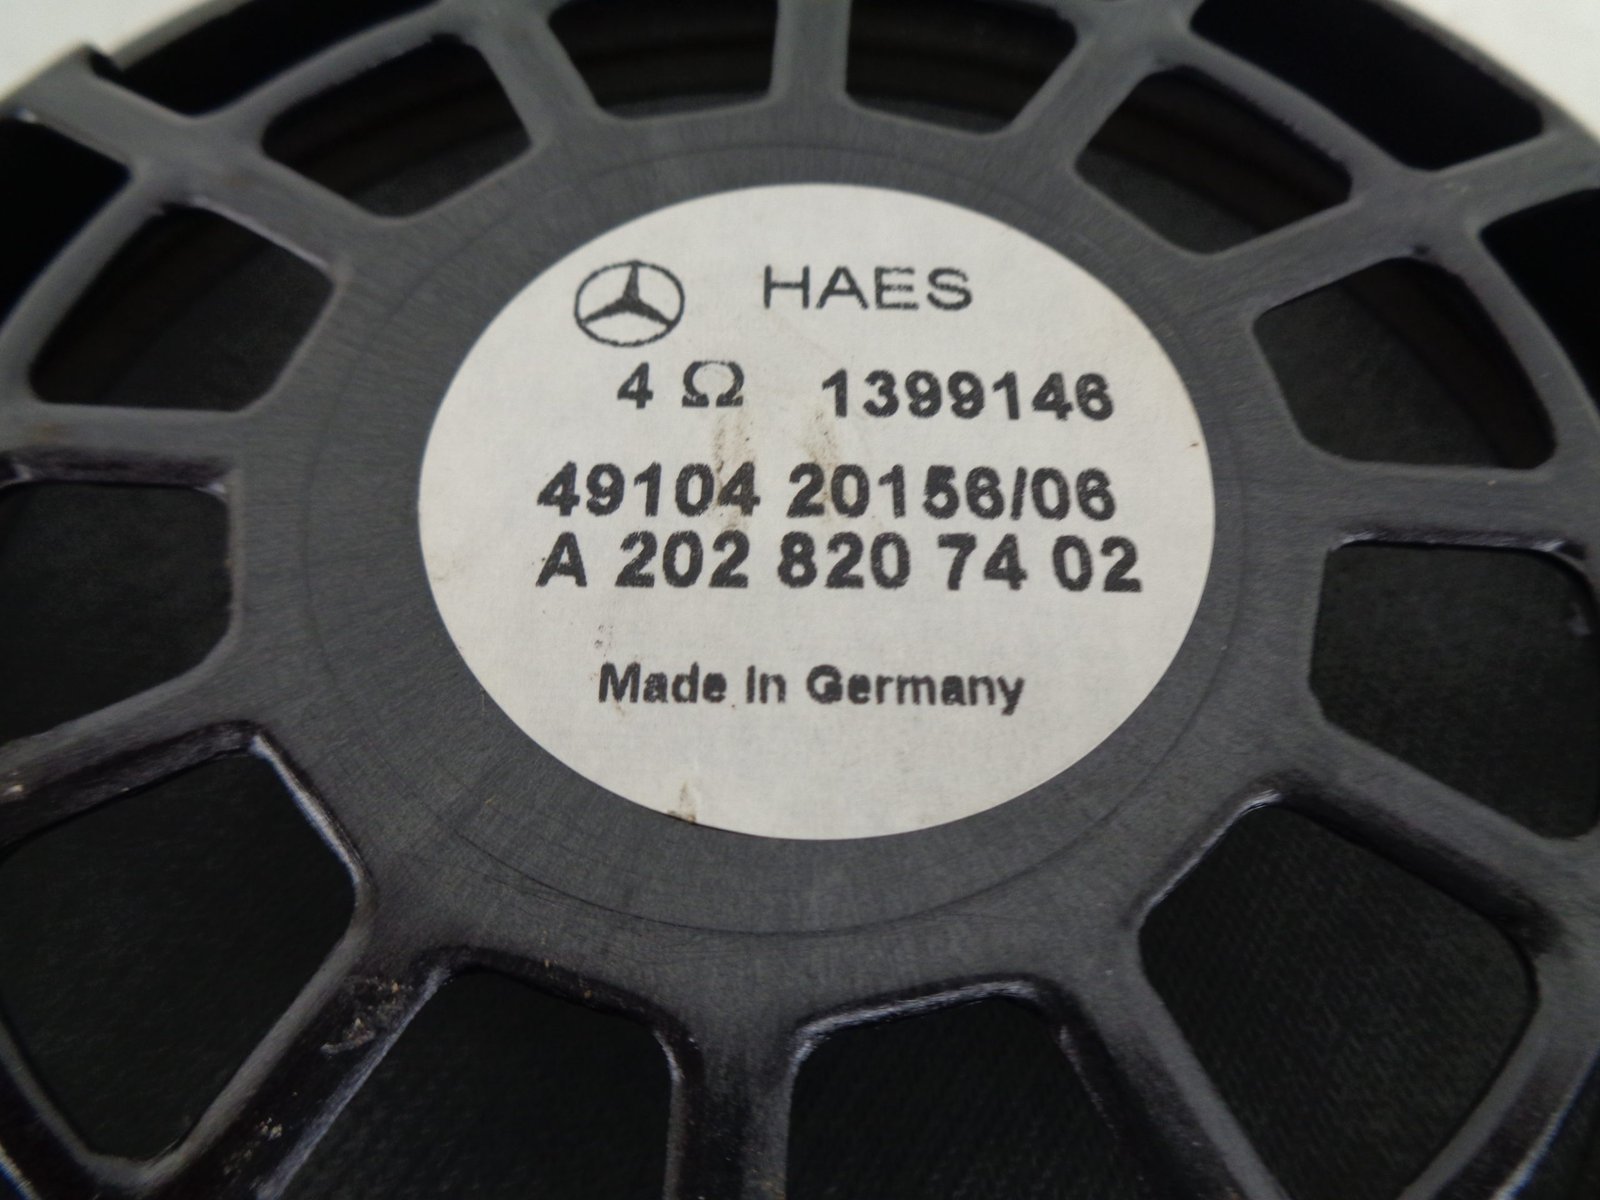 HAES
4 Ω 1399146
49104 20156/06
A 202 820 74 02
Made in Germany